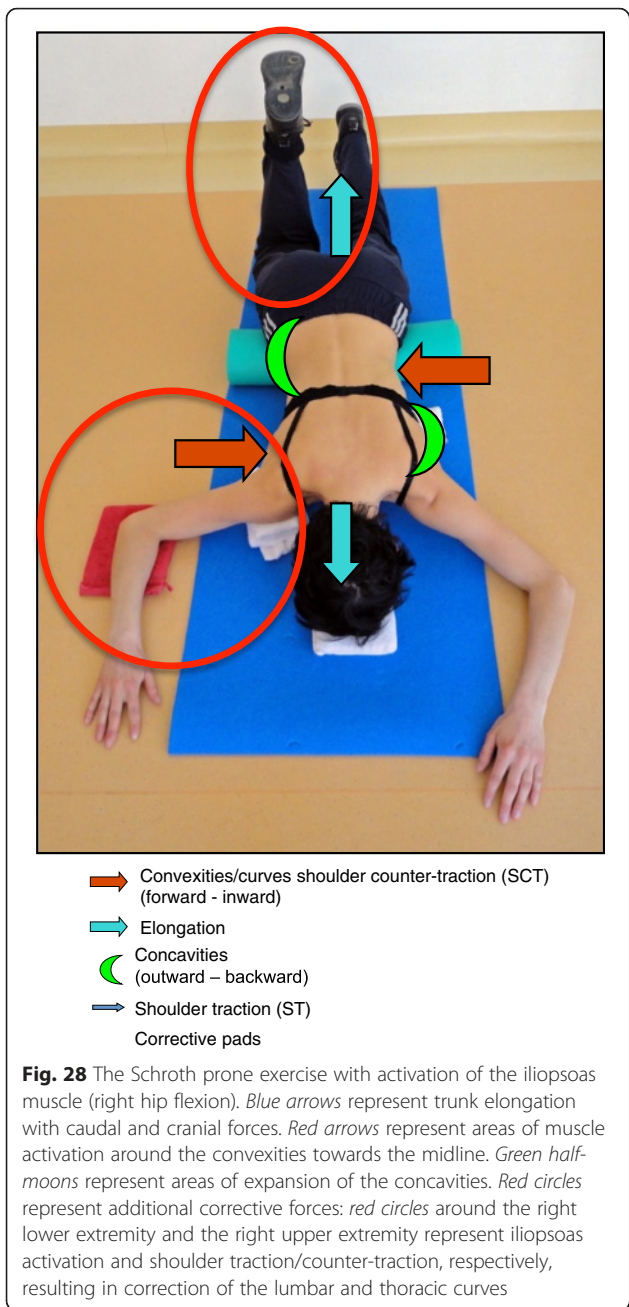 Convexities/curves shoulder counter-traction (SCT)
(forward - inward)
Elongation
Concavities
(outward – backward)
Shoulder traction (ST)
Corrective pads
Fig. 28 The Schroth prone exercise with activation of the iliopsoas
muscle (right hip flexion). Blue arrows represent trunk elongation
with caudal and cranial forces. Red arrows represent areas of muscle
activation around the convexities towards the midline. Green half-
moons represent areas of expansion of the concavities. Red circles
represent additional corrective forces: red circles around the right
lower extremity and the right upper extremity represent iliopsoas
activation and shoulder traction/counter-traction, respectively,
resulting in correction of the lumbar and thoracic curves